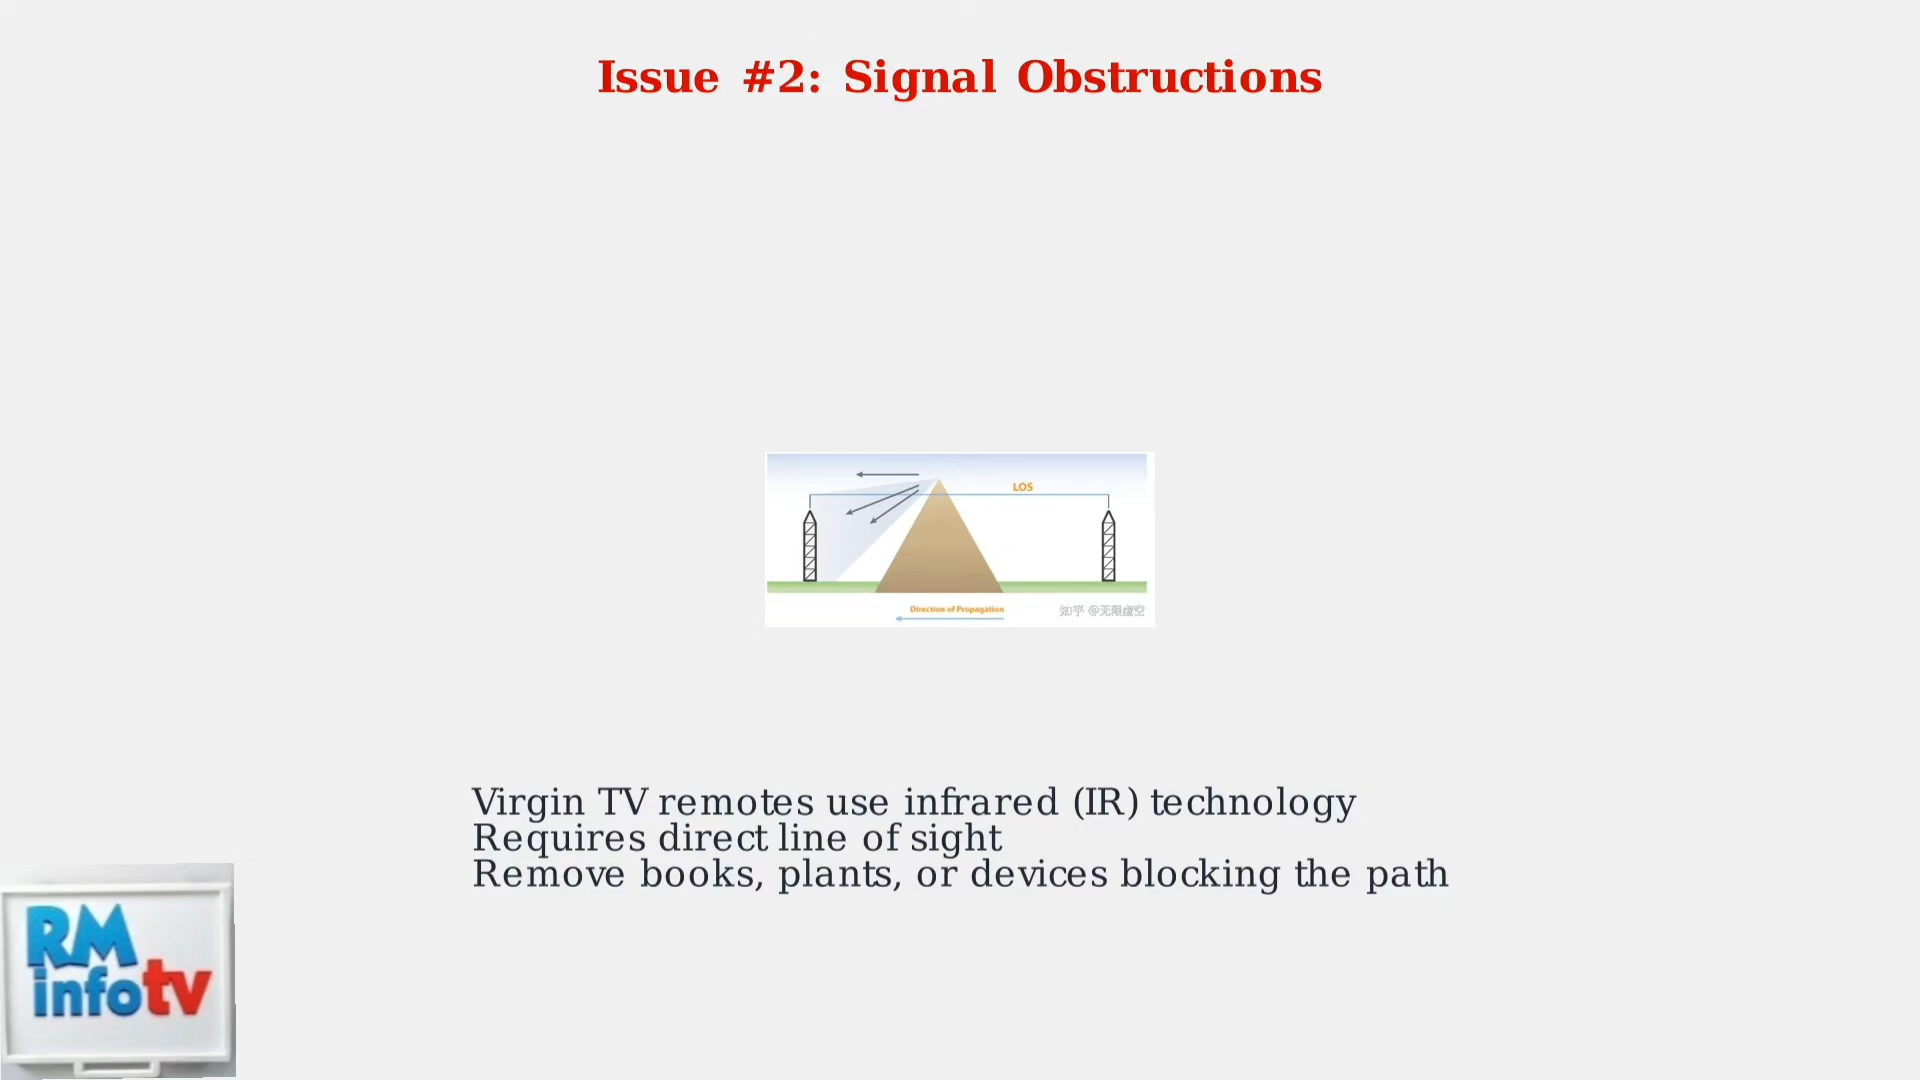 Issue #2: Signal Obstructions
LOS
Direction of Propagation
知乎 @无限虚空
Virgin TV remotes use infrared (IR) technology
Requires direct line of sight
Remove books, plants, or devices blocking the path
RM
infotv